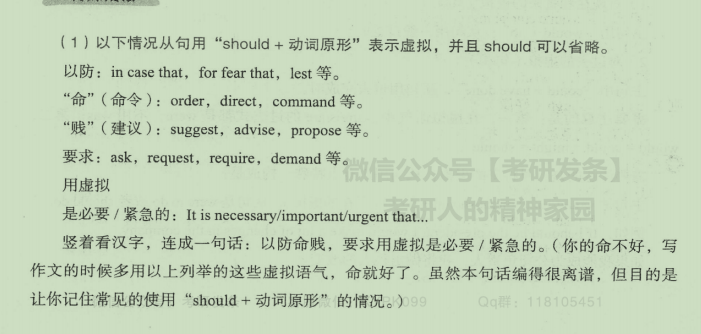 （1）以下情况从句用“should + 动词原形”表示虚拟，并且 should 可以省略。
以防：in case that，for fear that，lest 等。
“命”（命令）：order，direct，command 等。
“贱”（建议）：suggest，advise，propose 等。
要求：ask，request，require，demand 等。
微信公众号【考研发条】
用虚拟
考研人的精神家园
是必要 / 紧急的：It is necessary/important/urgent that...
竖着看汉字，连成一句话：以防命贱，要求用虚拟是必要 / 紧急的。（你的命不好，写
作文的时候多用以上列举的这些虚拟语气，命就好了。虽然本句话编得很离谱，但目的是
让你记住常见的使用“should + 动词原形”的情况。）
Qq群：118105451